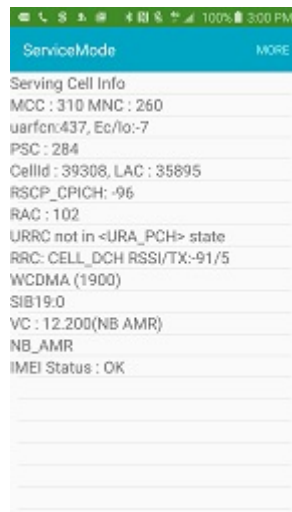 100% 3:00 PM
ServiceMode MORE
Serving Cell Info
MCC : 310 MNC : 260
uarfcn:437, Ec/Io:-7
PSC : 284
CellId : 39308, LAC : 35895
RSCP_CPICH: -96
RAC : 102
URRC not in <URA_PCH> state
RRC: CELL_DCH RSSI/TX:-91/5
WCDMA (1900)
SIB19:0
VC : 12.200(NB AMR)
NB_AMR
IMEI Status : OK